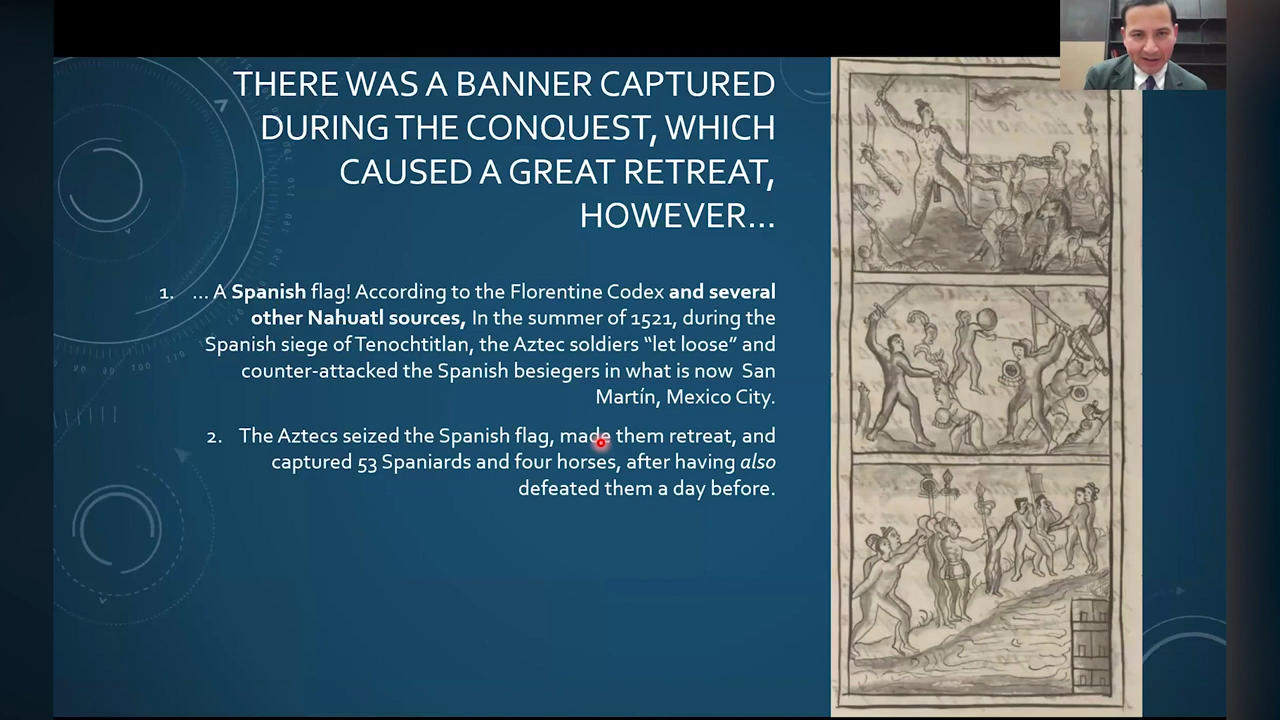 THERE WAS A BANNER CAPTURED
DURING THE CONQUEST, WHICH
CAUSED A GREAT RETREAT,
HOWEVER...
1. ... A Spanish flag! According to the Florentine Codex and several
other Nahuatl sources, In the summer of 1521, during the
Spanish siege of Tenochtitlan, the Aztec soldiers “let loose” and
counter-attacked the Spanish besiegers in what is now San
Martín, Mexico City.
2. The Aztecs seized the Spanish flag, made them retreat, and
captured 53 Spaniards and four horses, after having also
defeated them a day before.